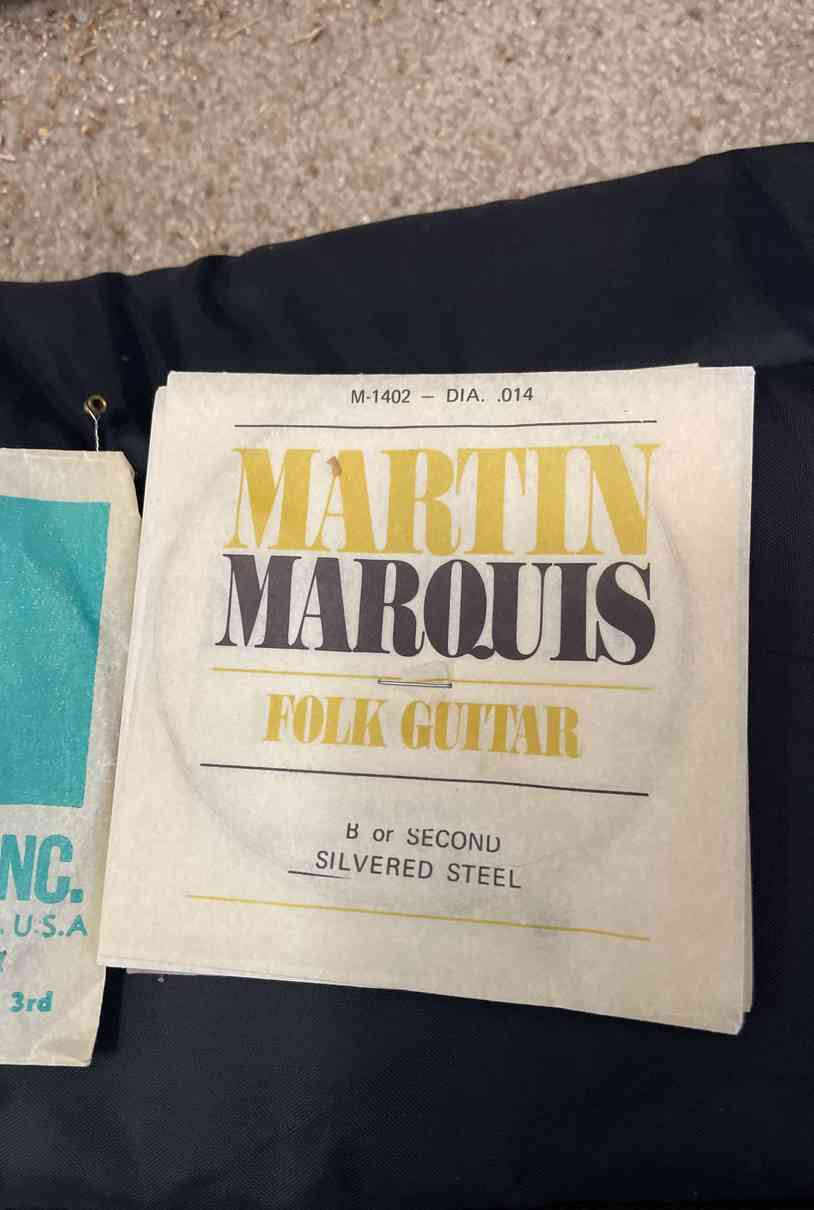 M-1402 – DIA. .014
MARTIN
MARQUIS
FOLK GUITAR
B or SECOND
SILVERED STEEL
NC.
. U.S.A
3rd